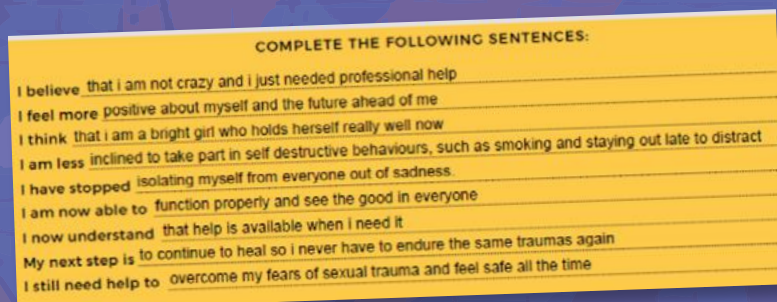 COMPLETE THE FOLLOWING SENTENCES:
I believe that i am not crazy and i just needed professional help
I feel more positive about myself and the future ahead of me
I think that i am a bright girl who holds herself really well now
I am less inclined to take part in self destructive behaviours, such as smoking and staying out late to distract
I have stopped isolating myself from everyone out of sadness.
I am now able to function properly and see the good in everyone
I now understand that help is available when i need it
My next step is to continue to heal so i never have to endure the same traumas again
I still need help to overcome my fears of sexual trauma and feel safe all the time